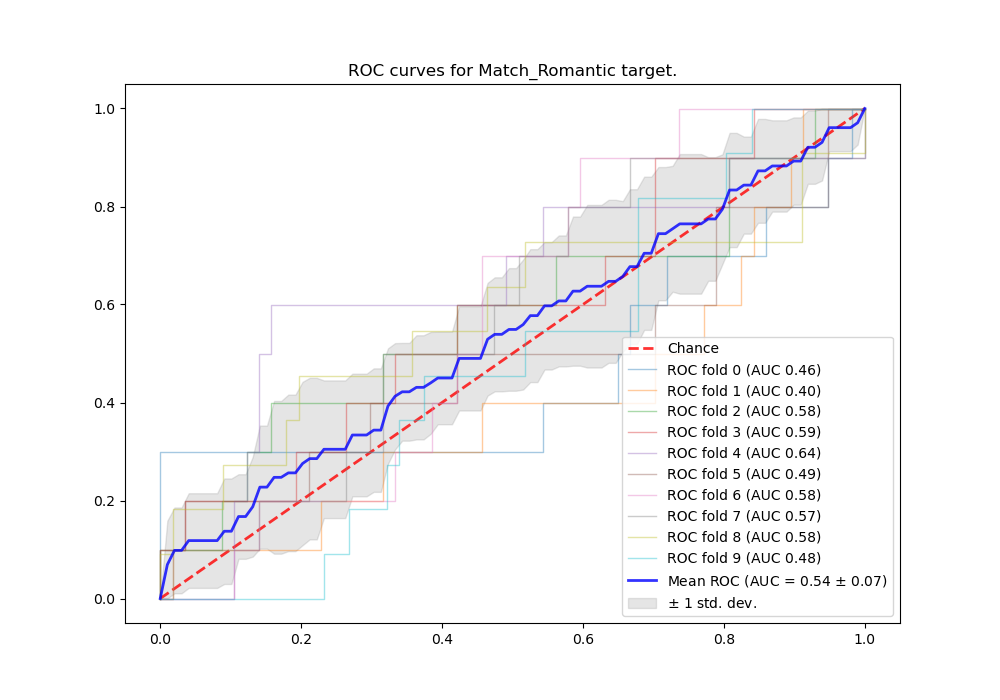 ROC curves for Match_Romantic target.
1.0
0.8
0.6
0.4
0.2
0.0
Chance
ROC fold 0 (AUC 0.46)
ROC fold 1 (AUC 0.40)
ROC fold 2 (AUC 0.58)
ROC fold 3 (AUC 0.59)
ROC fold 4 (AUC 0.64)
ROC fold 5 (AUC 0.49)
ROC fold 6 (AUC 0.58)
ROC fold 7 (AUC 0.57)
ROC fold 8 (AUC 0.58)
ROC fold 9 (AUC 0.48)
Mean ROC (AUC = 0.54 ± 0.07)
± 1 std. dev.
0.0 0.2 0.4 0.6 0.8 1.0